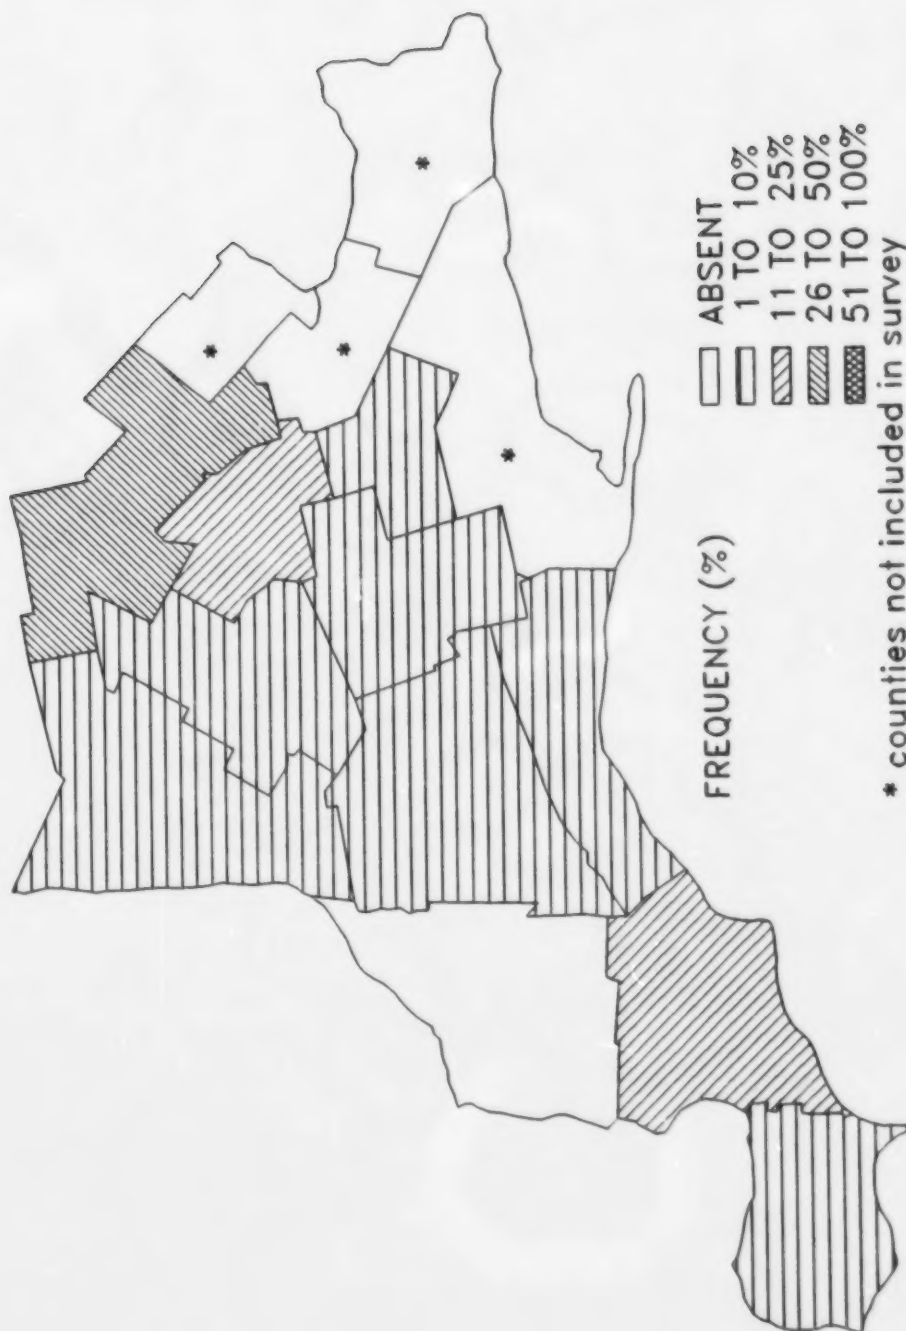 *
*
*
*
FREQUENCY (%)
ABSENT
1 TO 10%
11 TO 25%
26 TO 50%
51 TO 100%
* counties not included in survey